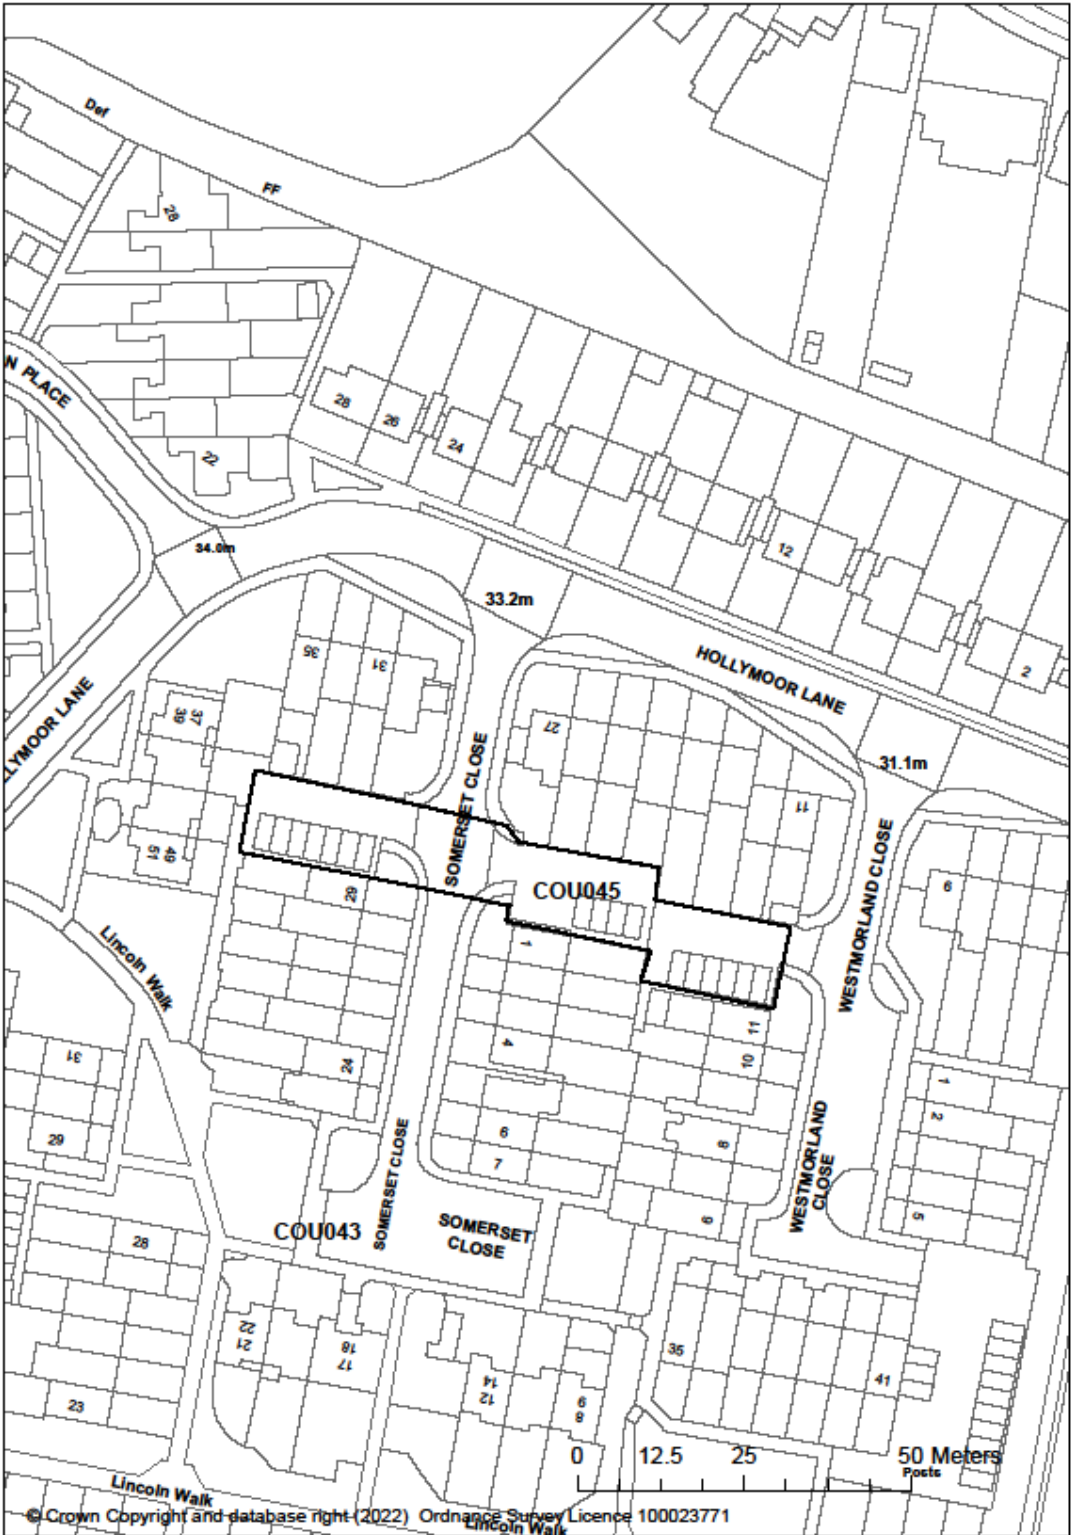 Def
FF
28
N PLACE
28
26
24
22
12
34.0m
33.2m
HOLLYMOOR LANE
2
35
31
39
37
LLYMOOR LANE
27
31.1m
SOMERSET CLOSE
11
51
49
29
COU045
WESTMORLAND CLOSE
6
Lincoln Walk
1
11
31
24
4
10
1
2
29
6
7
8
WESTMORLAND
CLOSE
SOMERSET CLOSE
COU043
SOMERSET
CLOSE
9
5
28
22
21
18
17
35
41
14
12
23
0 12.5 25 50 Meters
Posts
Lincoln Walk
© Crown Copyright and database right (2022) Ordnance Survey Licence 100023771
Lincoln Walk